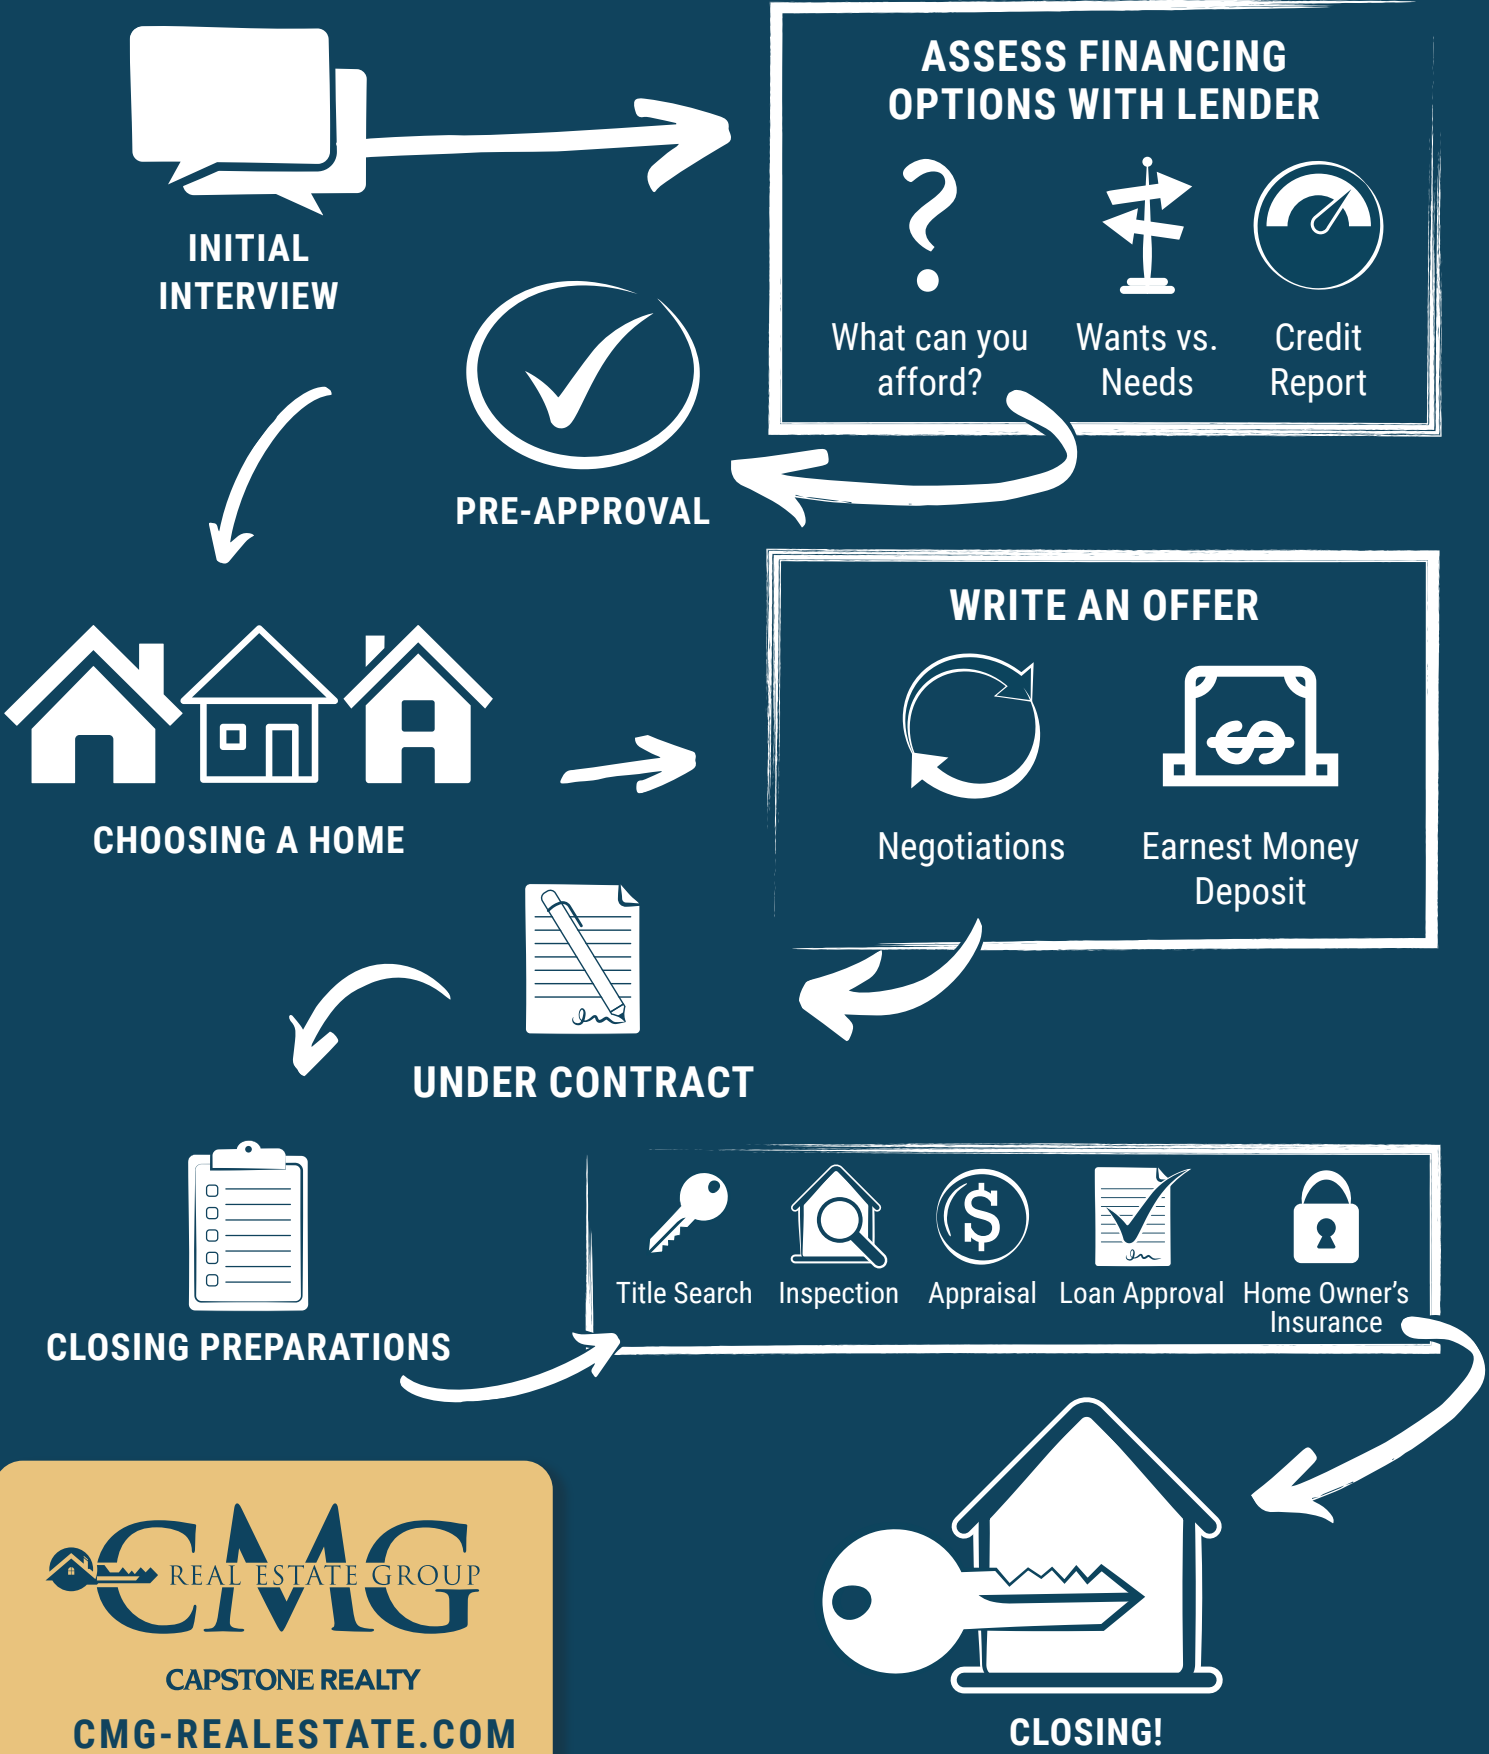 INITIAL
INTERVIEW
ASSESS FINANCING
OPTIONS WITH LENDER
What can you
afford?
Wants vs.
Needs
Credit
Report
PRE-APPROVAL
CHOOSING A HOME
WRITE AN OFFER
Negotiations
Earnest Money
Deposit
UNDER CONTRACT
CLOSING PREPARATIONS
Title Search
Inspection
Appraisal
Loan Approval
Home Owner’s
Insurance
CLOSING!
CMG
REAL ESTATE GROUP
CAPSTONE REALTY
CMG-REALESTATE.COM